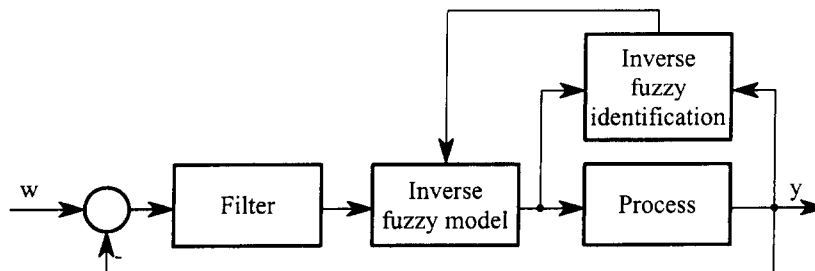 Inverse
fuzzy
identification
w
Filter
Inverse
fuzzy model
Process
y
-